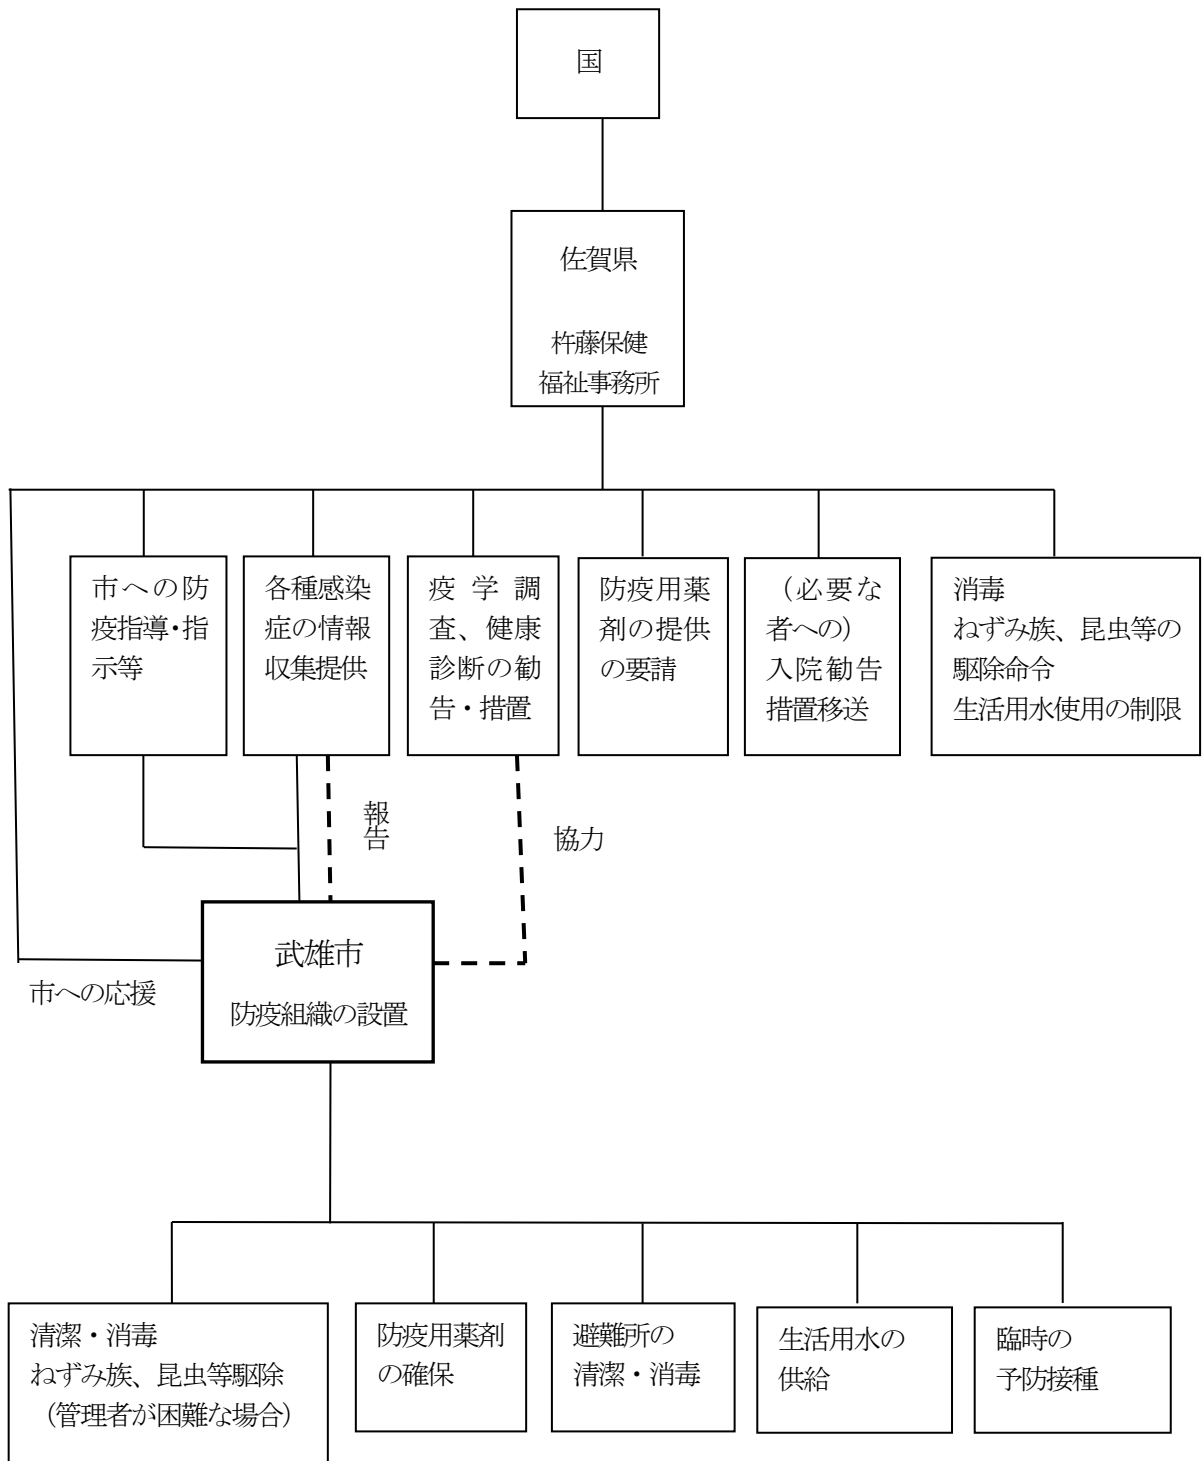 国
佐賀県
杵藤保健
福祉事務所
市への防
疫指導・指
示等
各種感染
症の情報
収集提供
疫学調
査、健康
診断の勧
告・措置
防疫用薬
剤の提供
の要請
（必要な
者への）
入院勧告
措置移送
消毒
ねずみ族、昆虫等の
駆除命令
生活用水使用の制限
報告
協力
武雄市
防疫組織の設置
市への応援
清潔・消毒
ねずみ族、昆虫等駆除
（管理者が困難な場合）
防疫用薬剤
の確保
避難所の
清潔・消毒
生活用水の
供給
臨時の
予防接種